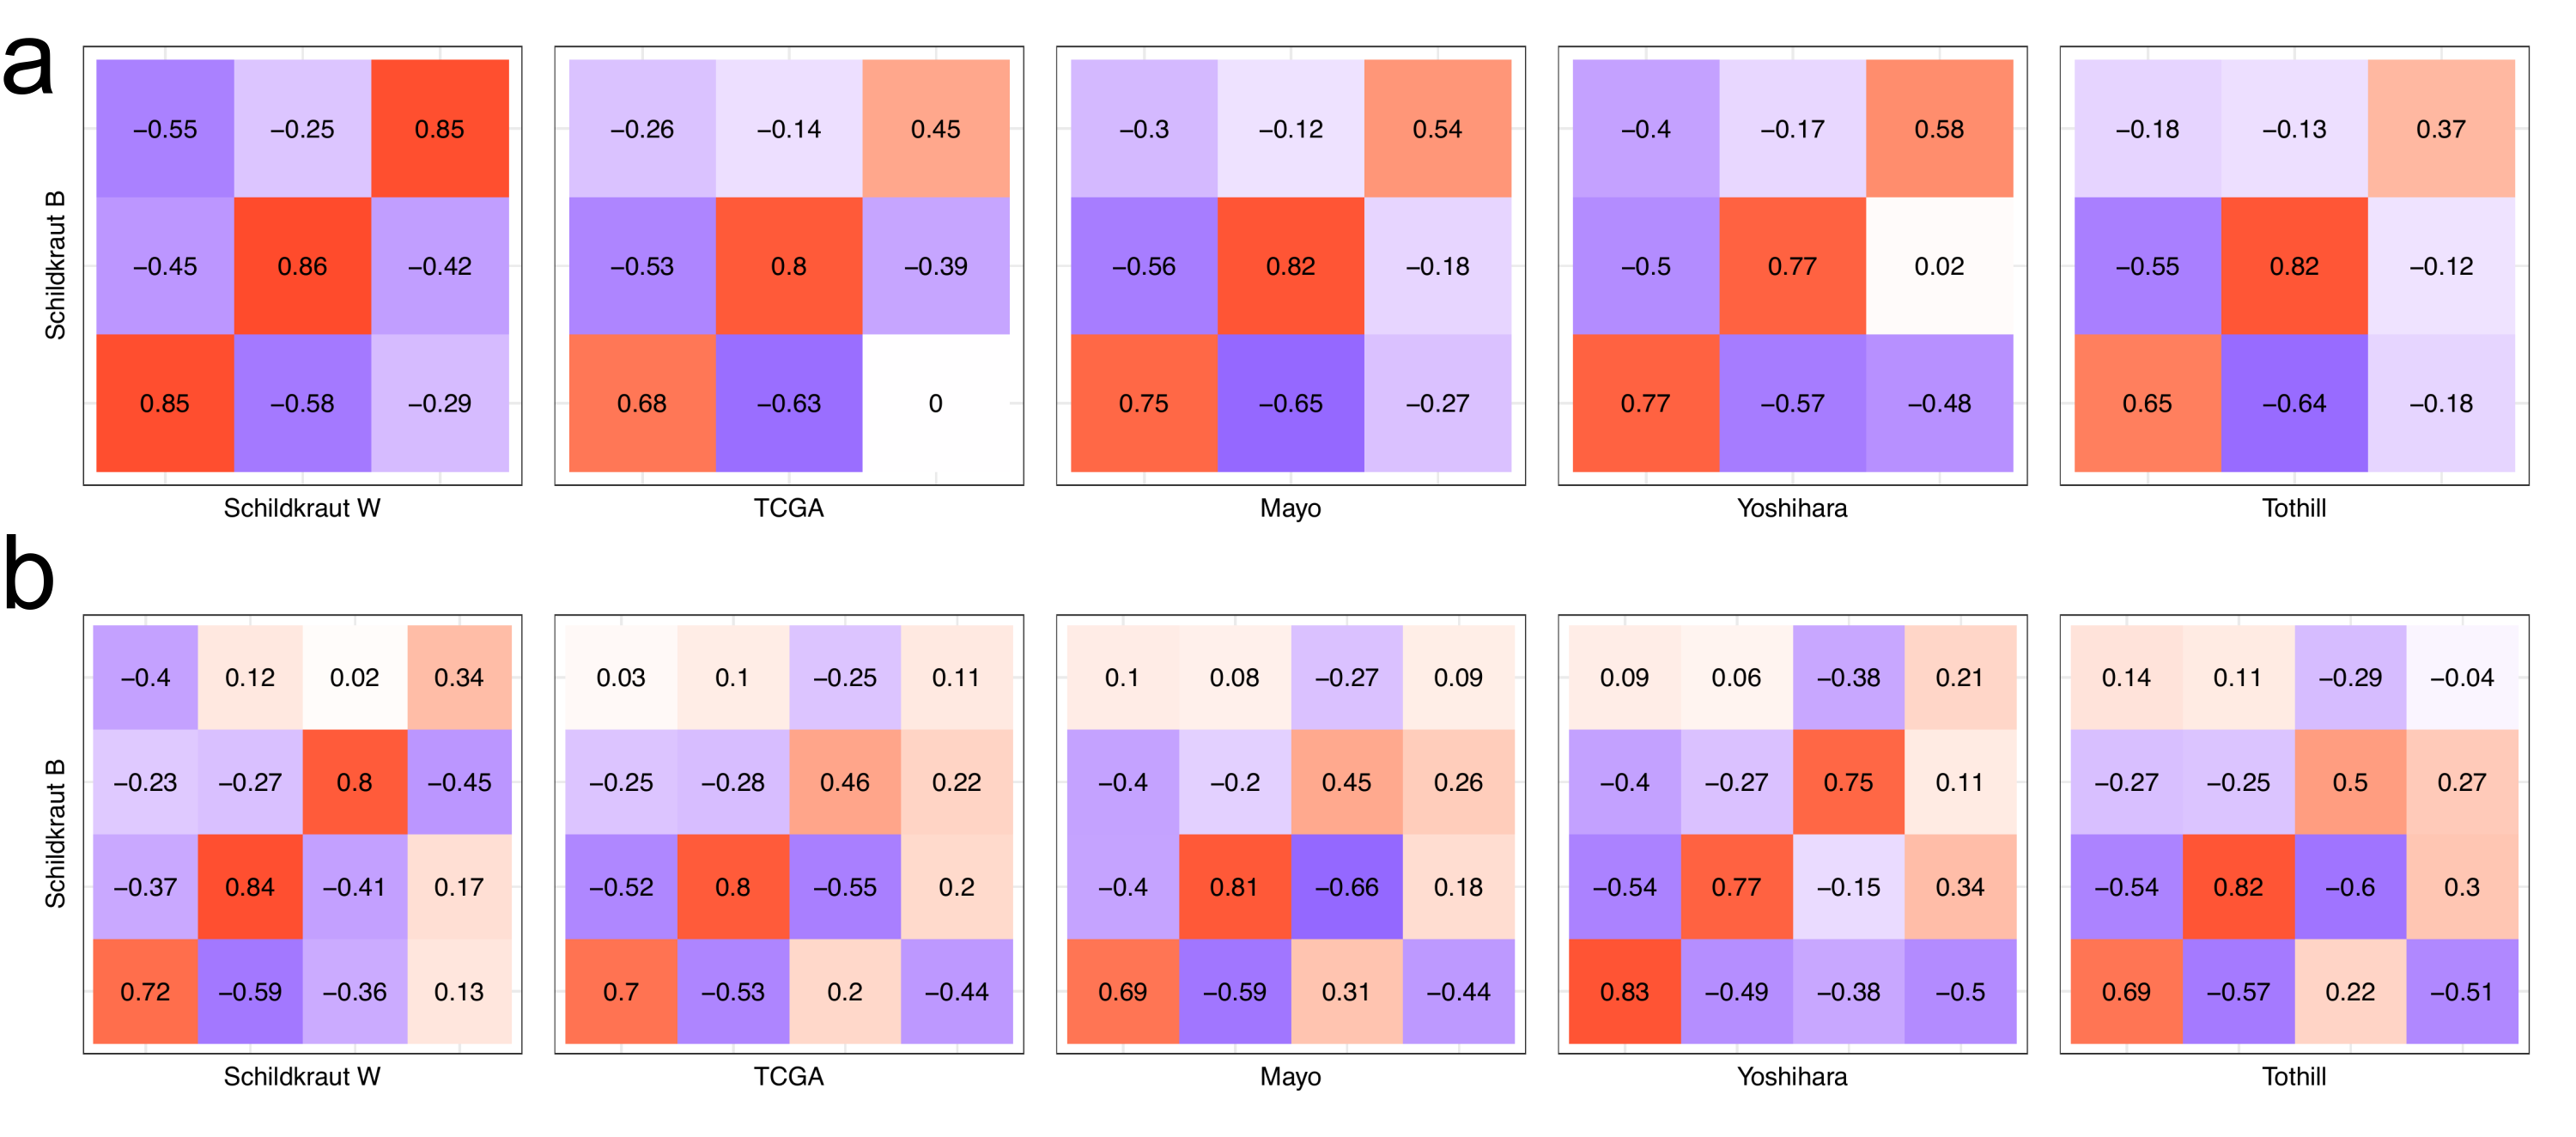 a
−0.55 −0.25 0.85 −0.26 −0.14 0.45 −0.3 −0.12 0.54 −0.4 −0.17 0.58 −0.18 −0.13 0.37
Schildkraut B
−0.45 0.86 −0.42 −0.53 0.8 −0.39 −0.56 0.82 −0.18 −0.5 0.77 0.02 −0.55 0.82 −0.12
0.85 −0.58 −0.29 0.68 −0.63 0 0.75 −0.65 −0.27 0.77 −0.57 −0.48 0.65 −0.64 −0.18
Schildkraut W TCGA Mayo Yoshihara Tothill
b
−0.4 0.12 0.02 0.34 0.03 0.1 −0.25 0.11 0.1 0.08 −0.27 0.09 0.09 0.06 −0.38 0.21 0.14 0.11 −0.29 −0.04
−0.23 −0.27 0.8 −0.45 −0.25 −0.28 0.46 0.22 −0.4 −0.2 0.45 0.26 −0.4 −0.27 0.75 0.11 −0.27 −0.25 0.5 0.27
Schildkraut B
−0.37 0.84 −0.41 0.17 −0.52 0.8 −0.55 0.2 −0.4 0.81 −0.66 0.18 −0.54 0.77 −0.15 0.34 −0.54 0.82 −0.6 0.3
0.72 −0.59 −0.36 0.13 0.7 −0.53 0.2 −0.44 0.69 −0.59 0.31 −0.44 0.83 −0.49 −0.38 −0.5 0.69 −0.57 0.22 −0.51
Schildkraut W TCGA Mayo Yoshihara Tothill